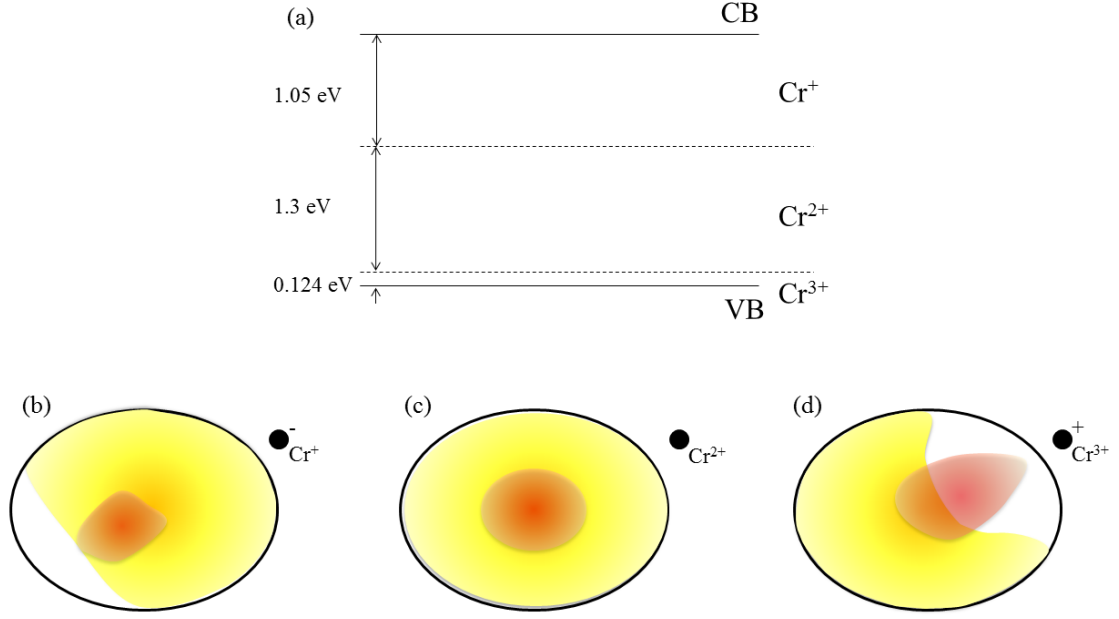 (a)
CB
1.05 eV
Cr⁺
1.3 eV
Cr²⁺
0.124 eV
Cr³⁺
VB
(b)
-
Cr⁺
(c)
Cr²⁺
(d)
+
Cr³⁺